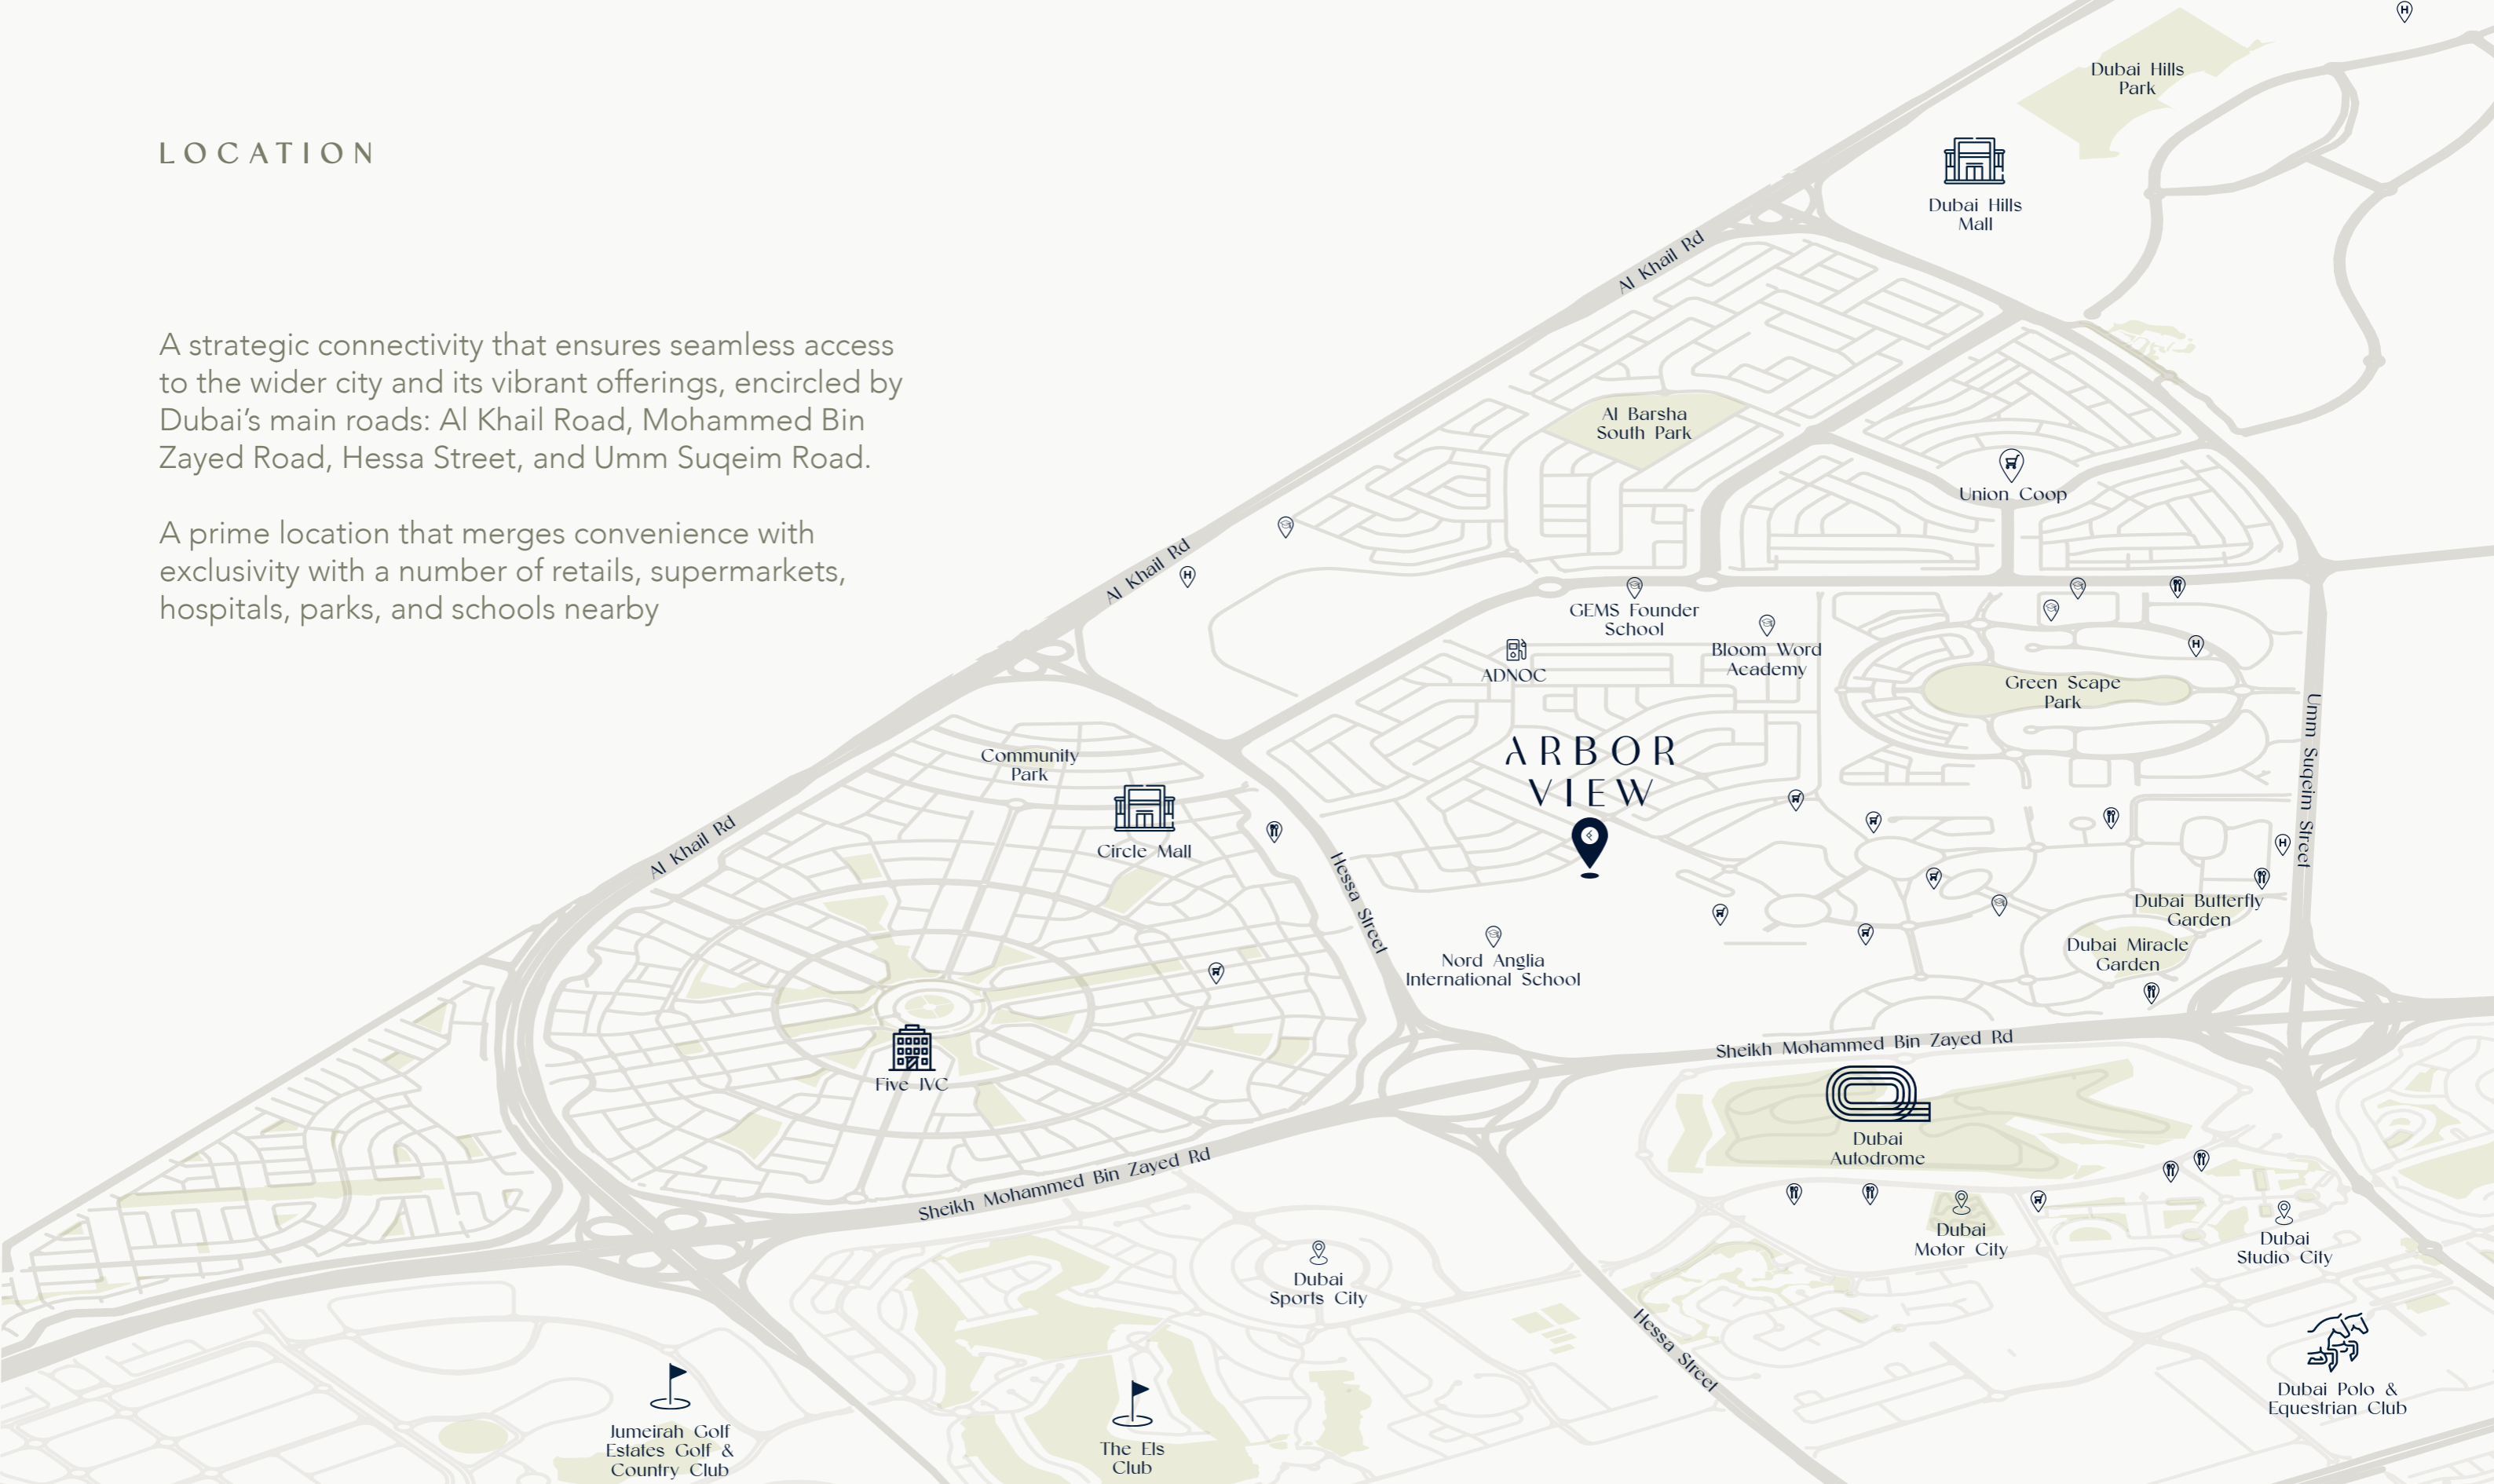 LOCATION
A strategic connectivity that ensures seamless access
to the wider city and its vibrant offerings, encircled by
Dubai’s main roads: Al Khail Road, Mohammed Bin
Zayed Road, Hessa Street, and Umm Suqeim Road.
A prime location that merges convenience with
exclusivity with a number of retails, supermarkets,
hospitals, parks, and schools nearby
H
Dubai Hills
Park
Dubai Hills
Mall
Al Khail Rd
Al Barsha
South Park
Union Coop
Al Khail Rd
H
GEMS Founder
School
Bloom Word
Academy
ADNOC
H
Green Scape
Park
Umm Suqeim Street
ARBOR
VIEW
Community
Park
Circle Mall
Al Khail Rd
Hessa Street
H
Dubai Butterfly
Garden
Dubai Miracle
Garden
Nord Anglia
International School
Five JVC
Sheikh Mohammed Bin Zayed Rd
Dubai
Autodrome
Sheikh Mohammed Bin Zayed Rd
Dubai
Motor City
Dubai
Studio City
Dubai
Sports City
Hessa Street
Dubai Polo &
Equestrian Club
Jumeirah Golf
Estates Golf &
Country Club
The Els
Club